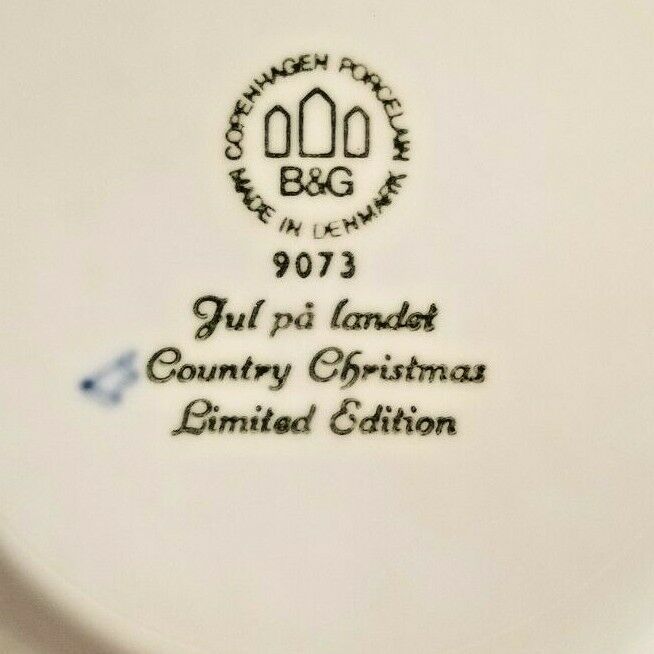 COPENHAGEN PORCELAIN
B&G
MADE IN DENMARK
9073
Jul på landet
Country Christmas
Limited Edition